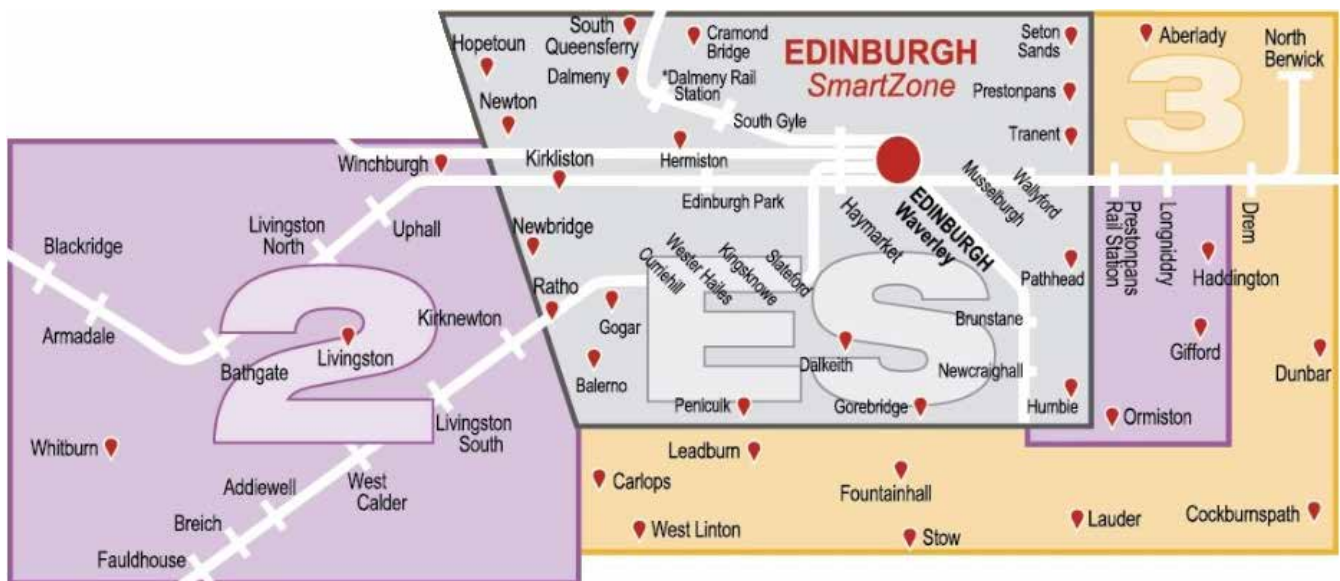 South
Queensferry
Cramond
Bridge
EDINBURGH
SmartZone
Seton
Sands
Aberlady
North
Berwick
Hopetoun
Dalmeny
*Dalmeny Rail
Station
Prestonpans
3
Newton
South Gyle
Tranent
Winchburgh
Kirkliston
Hermiston
Edinburgh Park
Musselburgh
Wallyford
Livingston
North
Uphall
Blackridge
Newbridge
Curriehill
Wester Hailes
Kingsknowe
Slateford
Haymarket
EDINBURGH
Waverley
Prestonpans
Rail Station
Longniddry
Drem
Haddington
Pathhead
Ratho
Gogar
ES
Brunstane
2
Armadale
Bathgate
Livingston
Kirknewton
Balerno
Dalkeith
Newcraighall
Gifford
Dunbar
Peniculk
Gorebridge
Humbie
Ormiston
Whitburn
Livingston
South
Leadburn
Addiewell
West
Calder
Carlops
Fountainhall
Breich
West Linton
Stow
Lauder
Cockburnspath
Fauldhouse